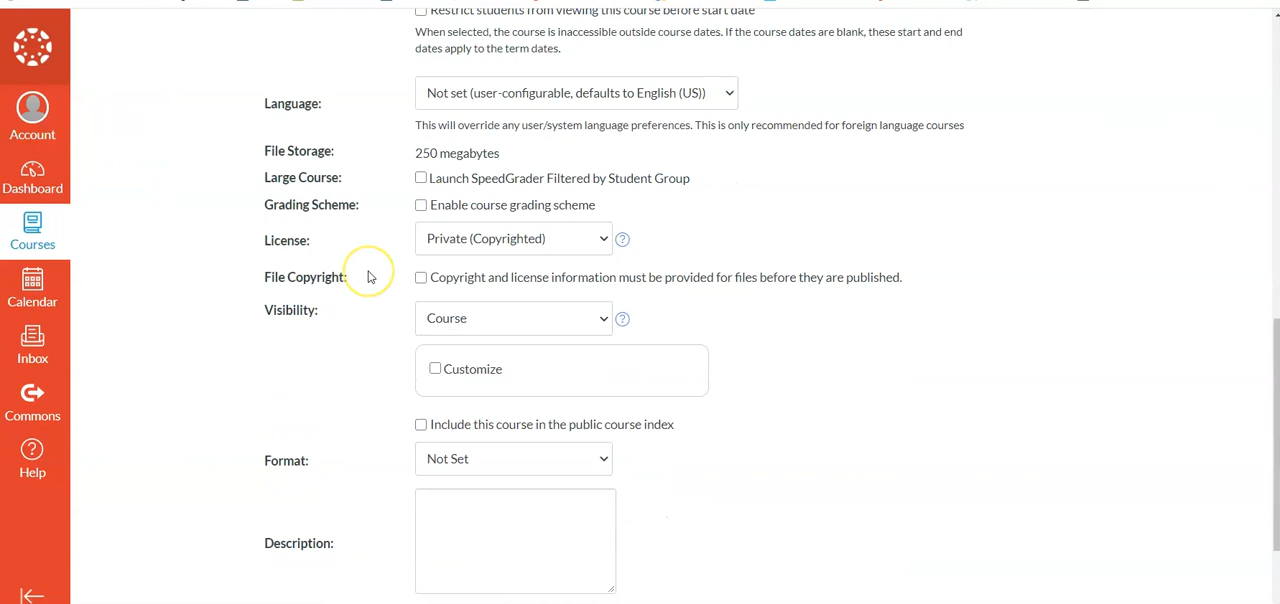 Restrict students from viewing this course before start date
When selected, the course is inaccessible outside course dates. If the course dates are blank, these start and end
dates apply to the term dates.
Language:
Not set (user-configurable, defaults to English (US))
This will override any user/system language preferences. This is only recommended for foreign language courses
File Storage:
250 megabytes
Large Course:
Launch SpeedGrader Filtered by Student Group
Grading Scheme:
Enable course grading scheme
License:
Private (Copyrighted)
?
File Copyright:
Copyright and license information must be provided for files before they are published.
Visibility:
Course
?
Customize
Include this course in the public course index
Format:
Not Set
Description:
Account
Dashboard
Courses
Calendar
Inbox
Commons
?
Help